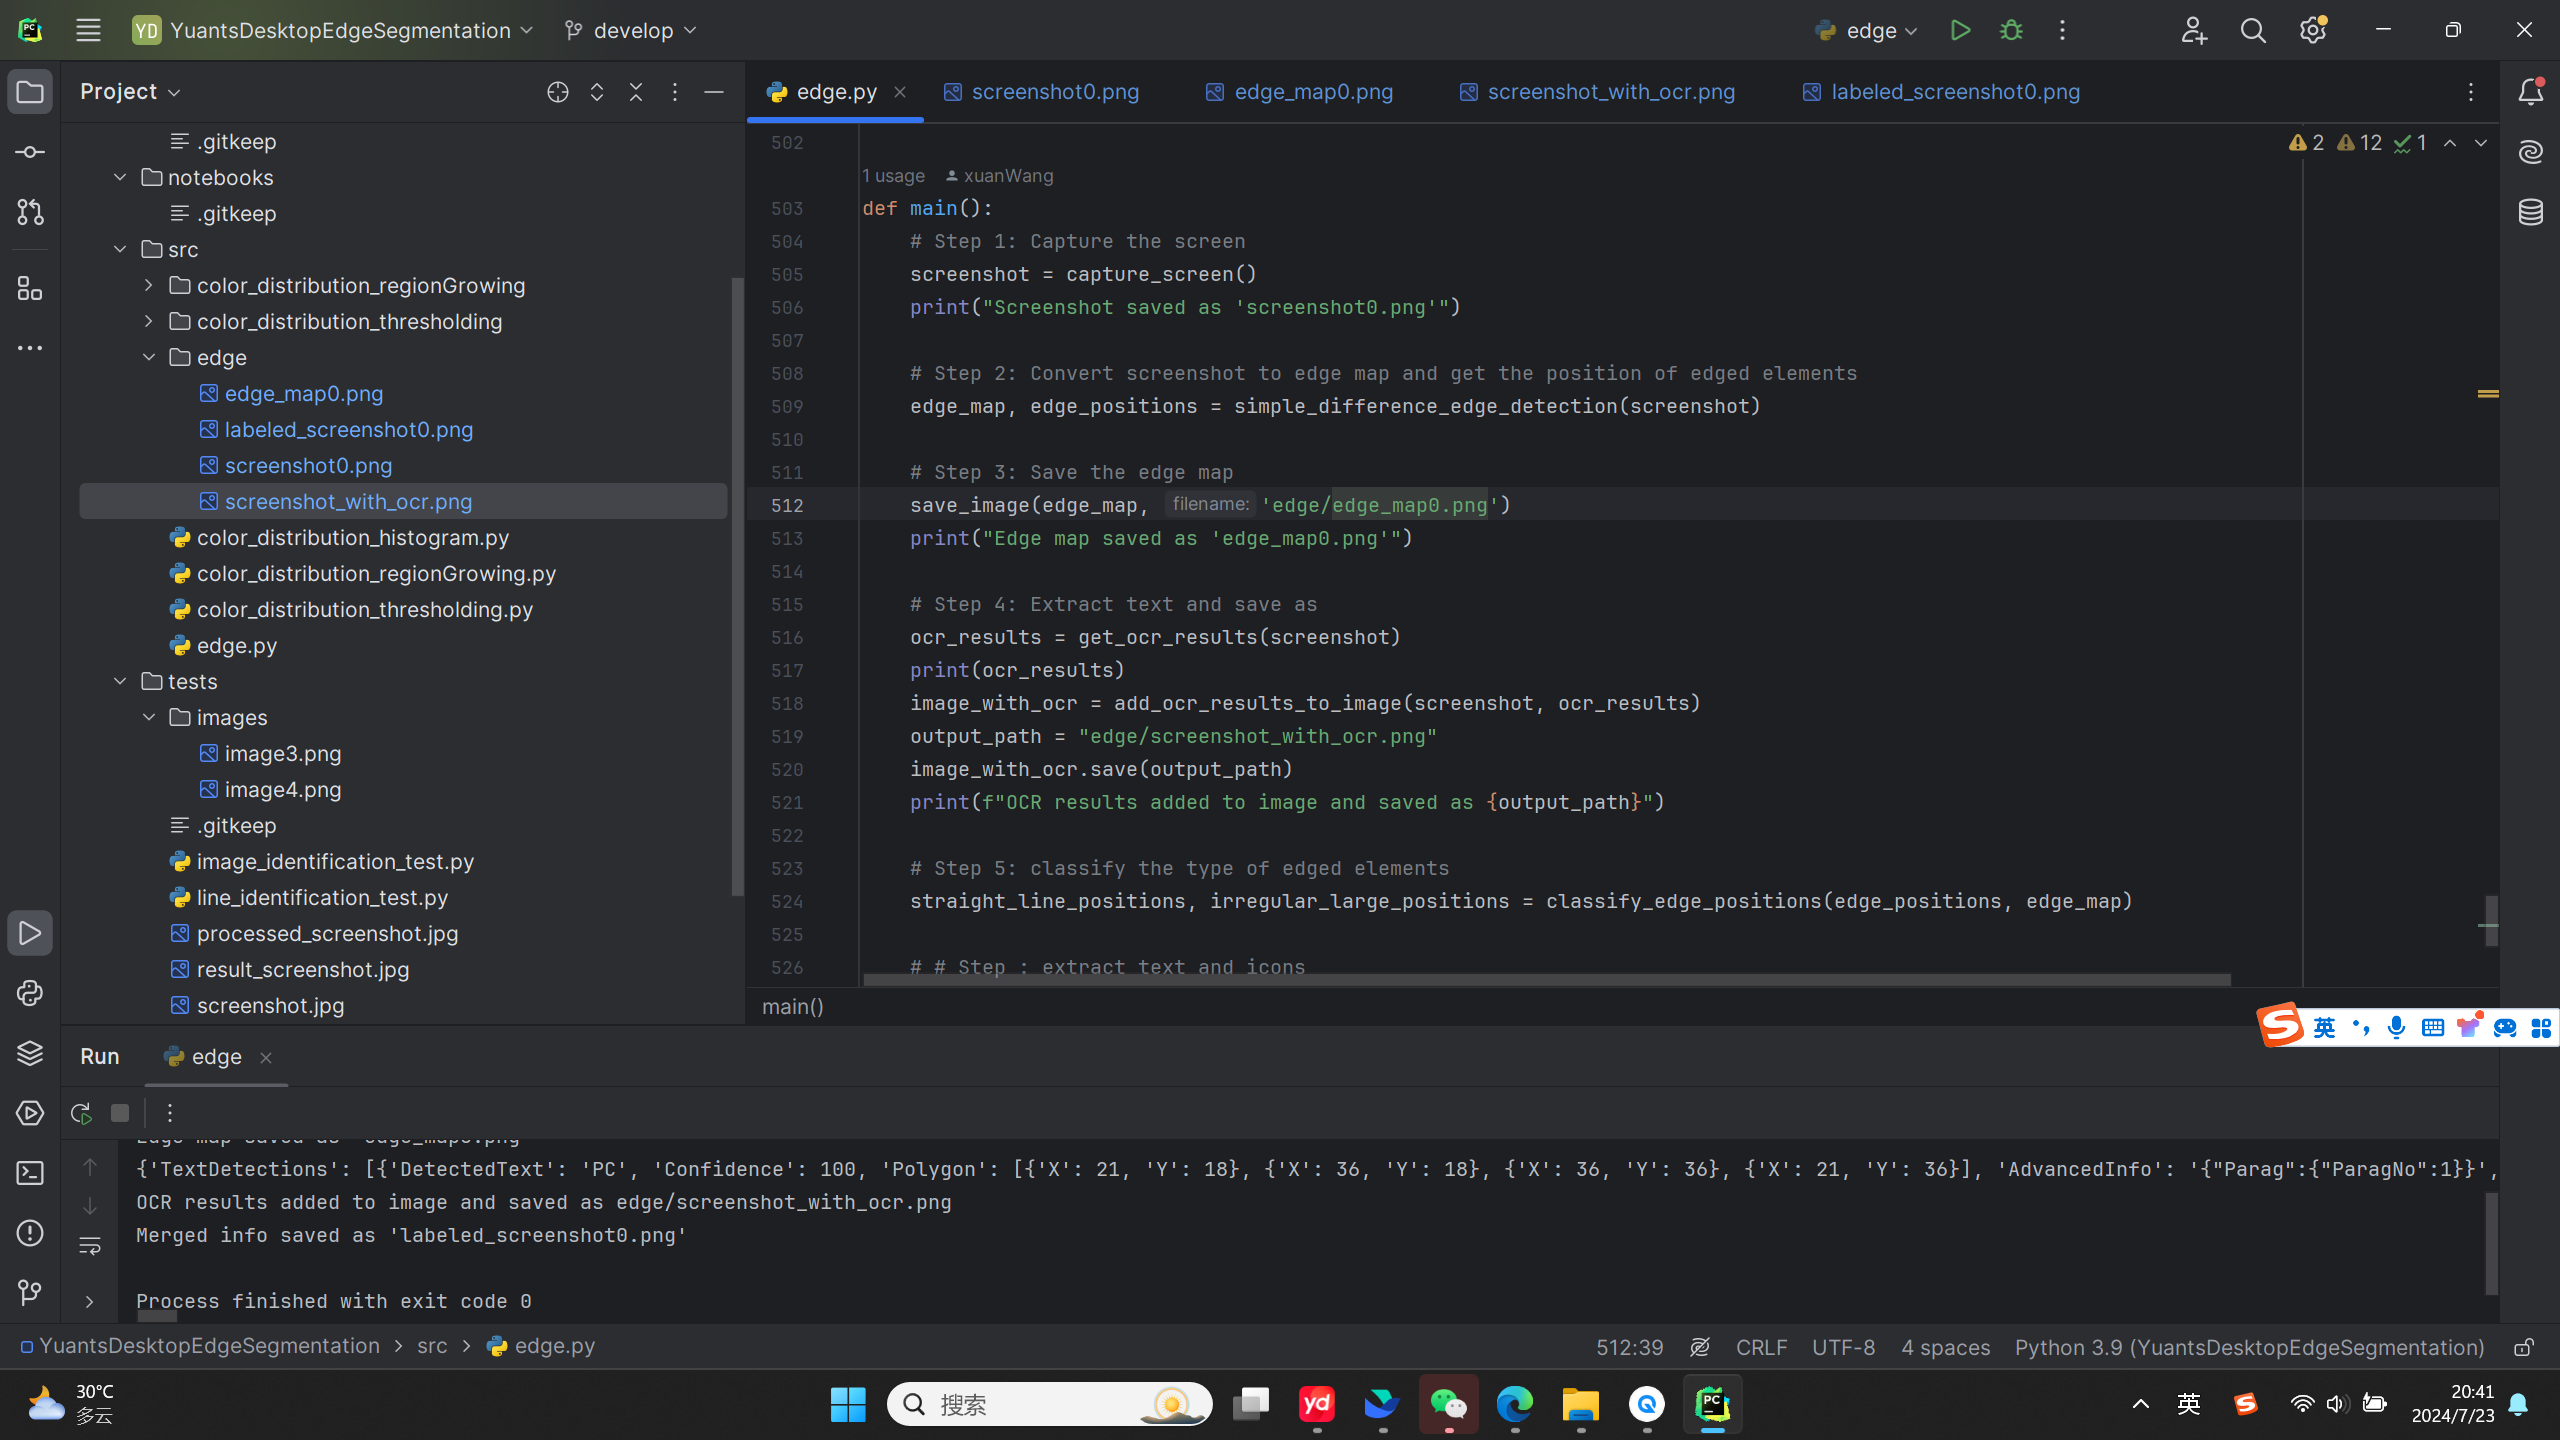 PC
YD YuantsDesktopEdgeSegmentation
develop
edge
Project
.gitkeep
notebooks
.gitkeep
src
color_distribution_regionGrowing
color_distribution_thresholding
edge
edge_map0.png
labeled_screenshot0.png
screenshot0.png
screenshot_with_ocr.png
color_distribution_histogram.py
color_distribution_regionGrowing.py
color_distribution_thresholding.py
edge.py
tests
images
image3.png
image4.png
.gitkeep
image_identification_test.py
line_identification_test.py
processed_screenshot.jpg
result_screenshot.jpg
screenshot.jpg
edge.py
screenshot0.png
edge_map0.png
screenshot_with_ocr.png
labeled_screenshot0.png
2 12 1
502
1 usage xuanWang
503 def main():
504 # Step 1: Capture the screen
505 screenshot = capture_screen()
506 print("Screenshot saved as 'screenshot0.png'")
507
508 # Step 2: Convert screenshot to edge map and get the position of edged elements
509 edge_map, edge_positions = simple_difference_edge_detection(screenshot)
510
511 # Step 3: Save the edge map
512 save_image(edge_map, filename: 'edge/edge_map0.png')
513 print("Edge map saved as 'edge_map0.png'")
514
515 # Step 4: Extract text and save as
516 ocr_results = get_ocr_results(screenshot)
517 print(ocr_results)
518 image_with_ocr = add_ocr_results_to_image(screenshot, ocr_results)
519 output_path = "edge/screenshot_with_ocr.png"
520 image_with_ocr.save(output_path)
521 print(f"OCR results added to image and saved as {output_path}")
522
523 # Step 5: classify the type of edged elements
524 straight_line_positions, irregular_large_positions = classify_edge_positions(edge_positions, edge_map)
525
526 # # Step : extract text and icons
main()
S 英
Run
edge
Edge map saved as 'edge_map0.png'
{'TextDetections': [{'DetectedText': 'PC', 'Confidence': 100, 'Polygon': [{'X': 21, 'Y': 18}, {'X': 36, 'Y': 18}, {'X': 36, 'Y': 36}, {'X': 21, 'Y': 36}], 'AdvancedInfo': '{"Parag":{"ParagNo":1}}',
OCR results added to image and saved as edge/screenshot_with_ocr.png
Merged info saved as 'labeled_screenshot0.png'
Process finished with exit code 0
YuantsDesktopEdgeSegmentation > src > edge.py
512:39 CRLF UTF-8 4 spaces Python 3.9 (YuantsDesktopEdgeSegmentation)
30°C
多云
搜索
yd
PC
英
S
20:41
2024/7/23